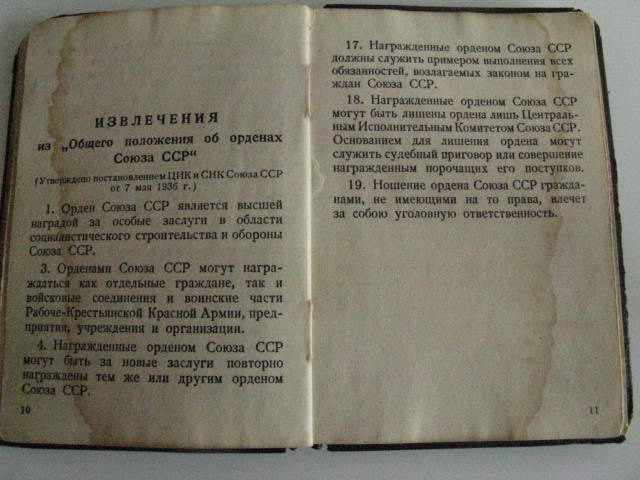 ИЗВЛЕЧЕНИЯ
из „Общего положения об орденах
Союза ССР"
(Утверждено постановлением ЦИК и СНК Союза ССР
от 7 мая 1936 г.)
1. Орден Союза ССР является высшей
наградой за особые заслуги в области
социалистического строительства и обороны
Союза ССР.
3. Орденами Союза ССР могут награ-
ждаться как отдельные граждане, так и
войсковые соединения и воинские части
Рабоче-Крестьянской Красной Армии, пред-
приятия, учреждения и организации.
4. Награжденные орденом Союза ССР
могут быть за новые заслуги повторно
награждены тем же или другим орденом
Союза ССР.
10
17. Награжденные орденом Союза ССР
должны служить примером выполнения всех
обязанностей, возлагаемых законом на гра-
ждан Союза ССР.
18. Награжденные орденом Союза ССР
могут быть лишены ордена лишь Централь-
ным Исполнительным Комитетом Союза ССР.
Основанием для лишения ордена могут
служить судебный приговор или совершение
награжденным порочащих его поступков.
19. Ношение ордена Союза ССР гражда-
нами, не имеющими на то права, влечет
за собою уголовную ответственность.
11